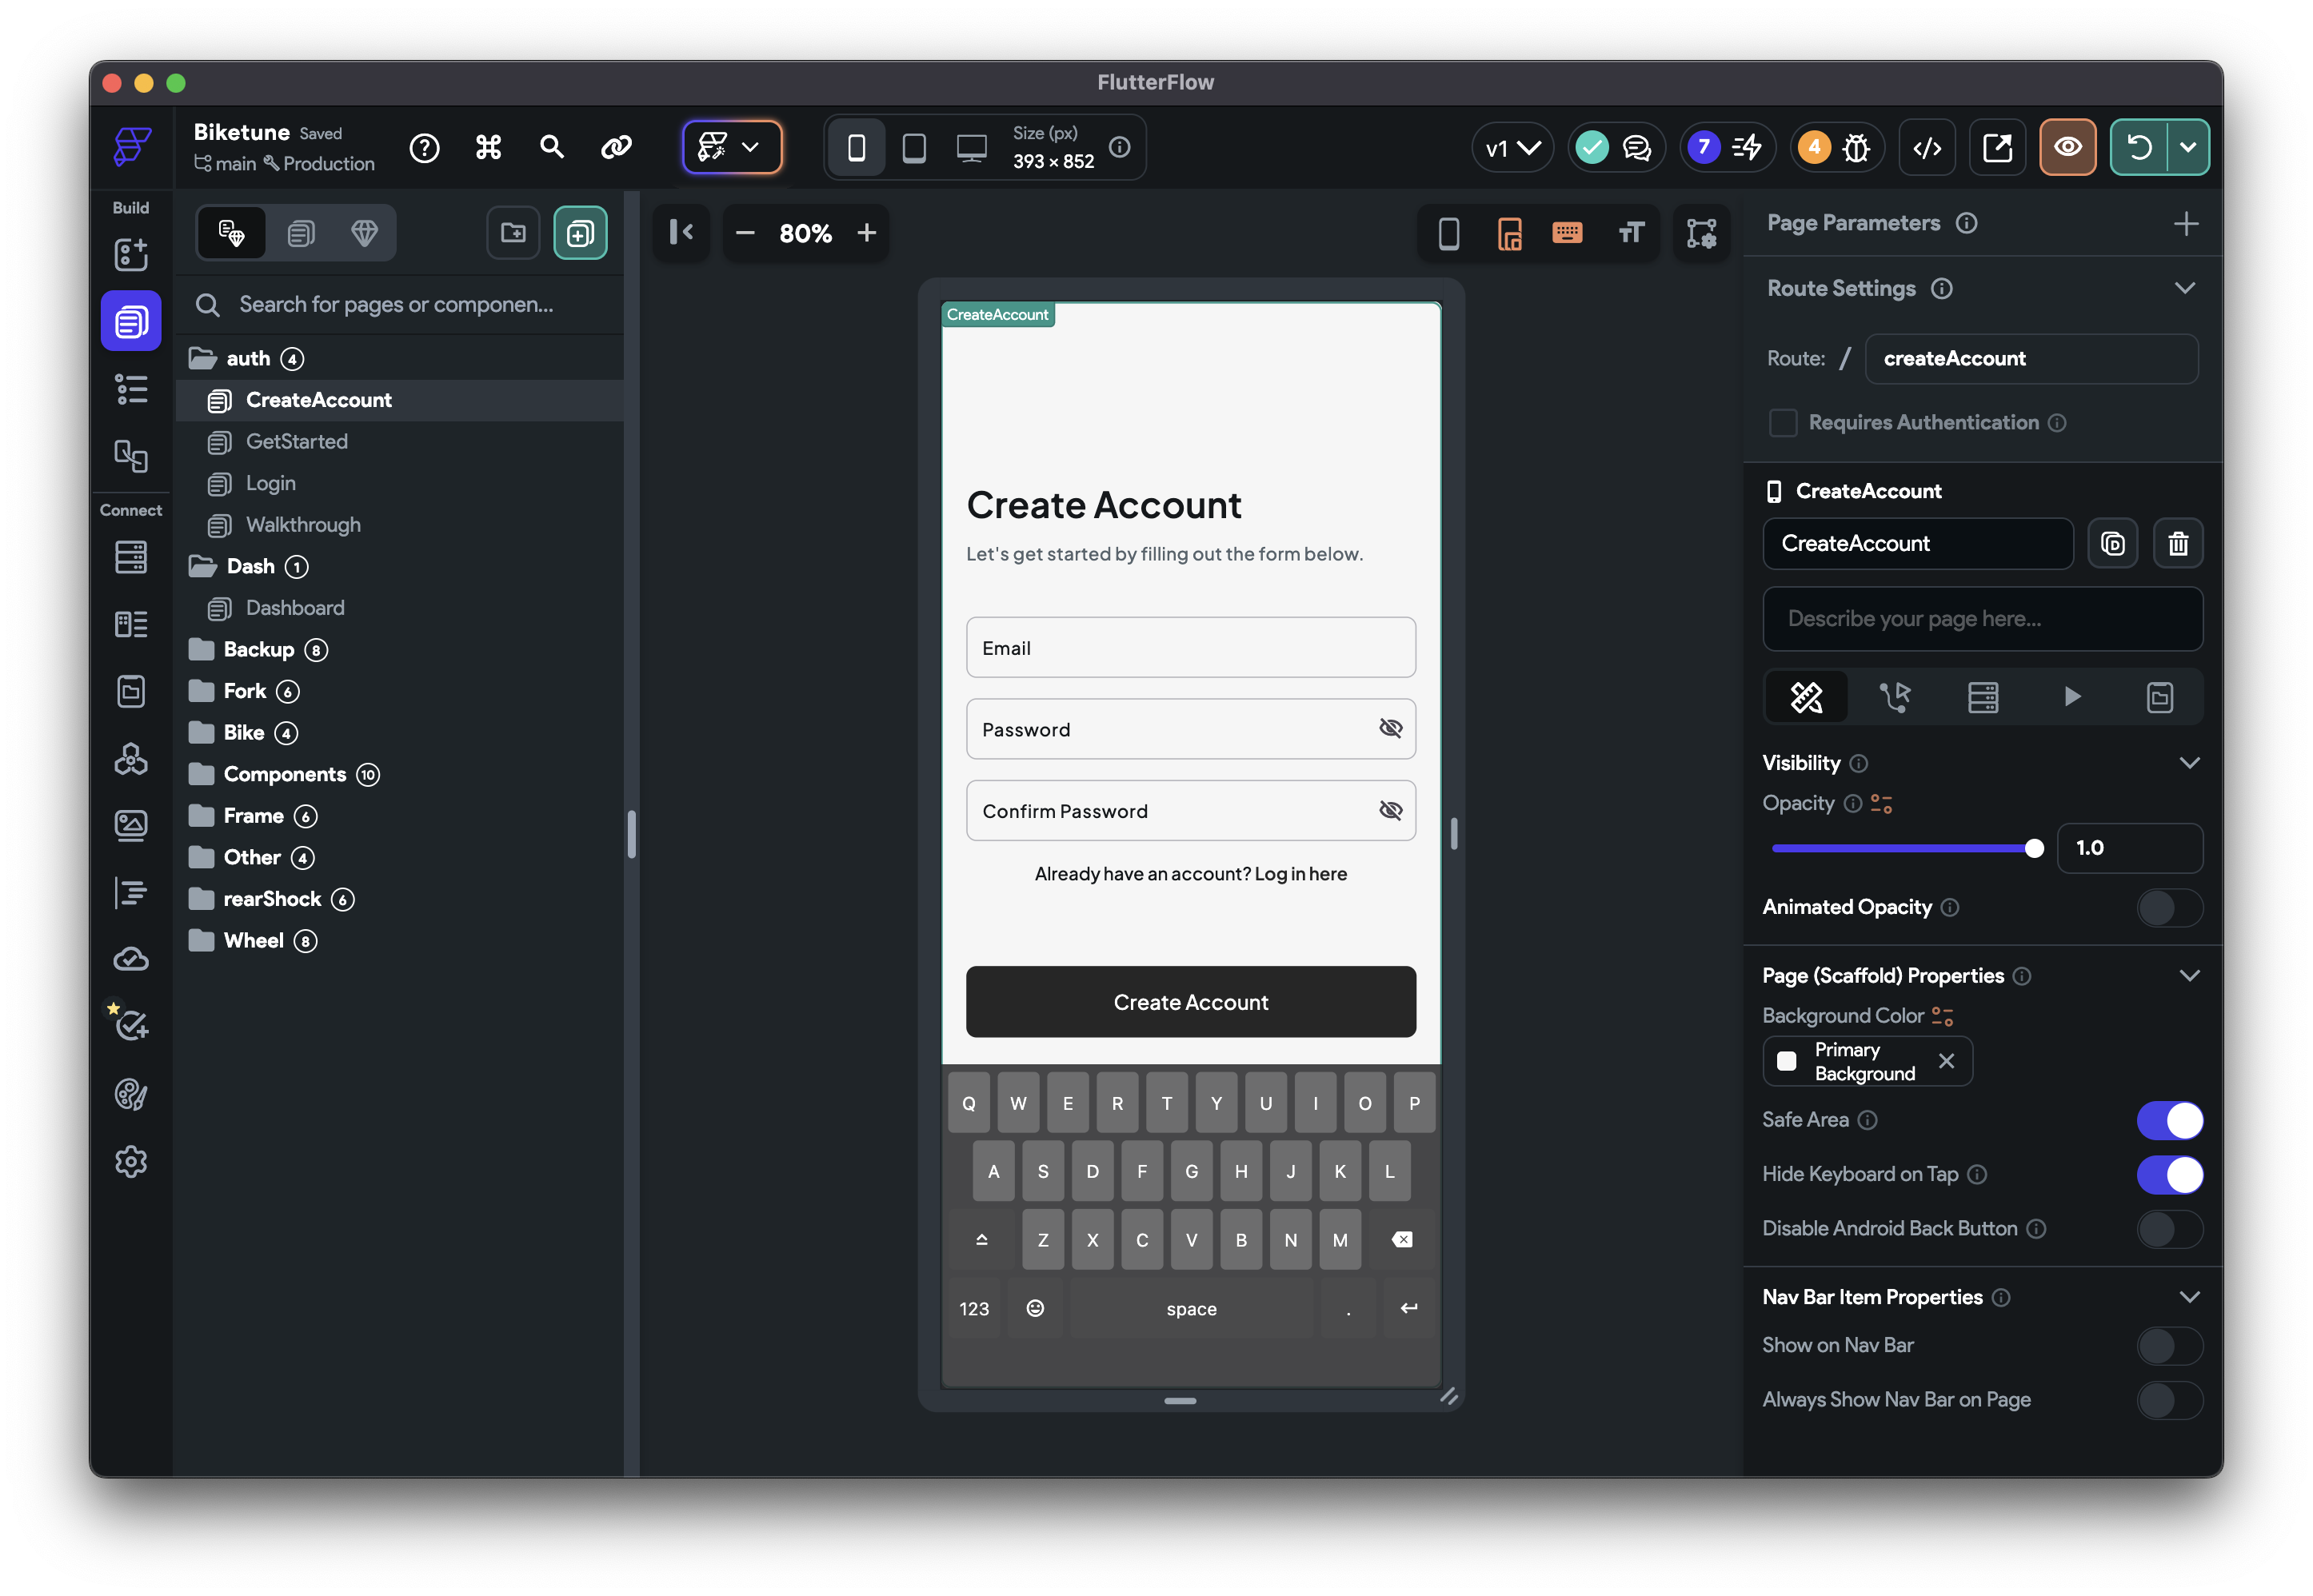 FlutterFlow
Biketune Saved
main Production
Size (px)
393 × 852
v1
7
4
Build
Connect
80%
Search for pages or componen...
auth 4
CreateAccount
GetStarted
Login
Walkthrough
Dash 1
Dashboard
Backup 8
Fork 6
Bike 4
Components 10
Frame 6
Other 4
rearShock 6
Wheel 8
CreateAccount
Create Account
Let's get started by filling out the form below.
Email
Password
Confirm Password
Already have an account? Log in here
Create Account
Q W E R T Y U I O P
A S D F G H J K L
Z X C V B N M
123 space .
Page Parameters
Route Settings
Route: / createAccount
Requires Authentication
CreateAccount
CreateAccount
Describe your page here...
Visibility
Opacity
1.0
Animated Opacity
Page (Scaffold) Properties
Background Color
Primary
Background
Safe Area
Hide Keyboard on Tap
Disable Android Back Button
Nav Bar Item Properties
Show on Nav Bar
Always Show Nav Bar on Page